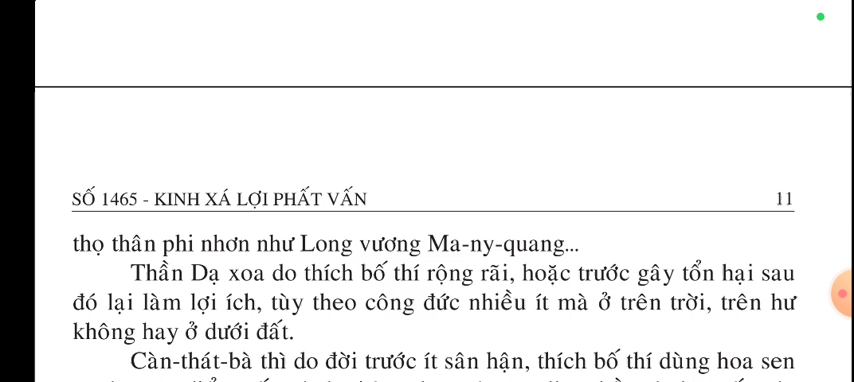 SỐ 1465 - KINH XÁ LỢI PHẤT VẤN 11
thọ thân phi nhơn như Long vương Ma-ny-quang...
Thần Dạ xoa do thích bố thí rộng rãi, hoặc trước gây tổn hại sau
đó lại làm lợi ích, tùy theo công đức nhiều ít mà ở trên trời, trên hư
không hay ở dưới đất.
Càn-thát-bà thì do đời trước ít sân hận, thích bố thí dùng hoa sen